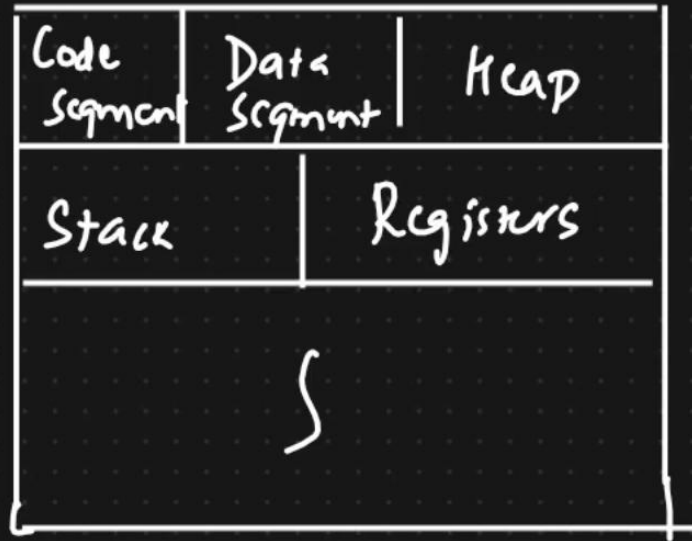 Code
Segment
Data
Segment
Heap
Stack
Registers